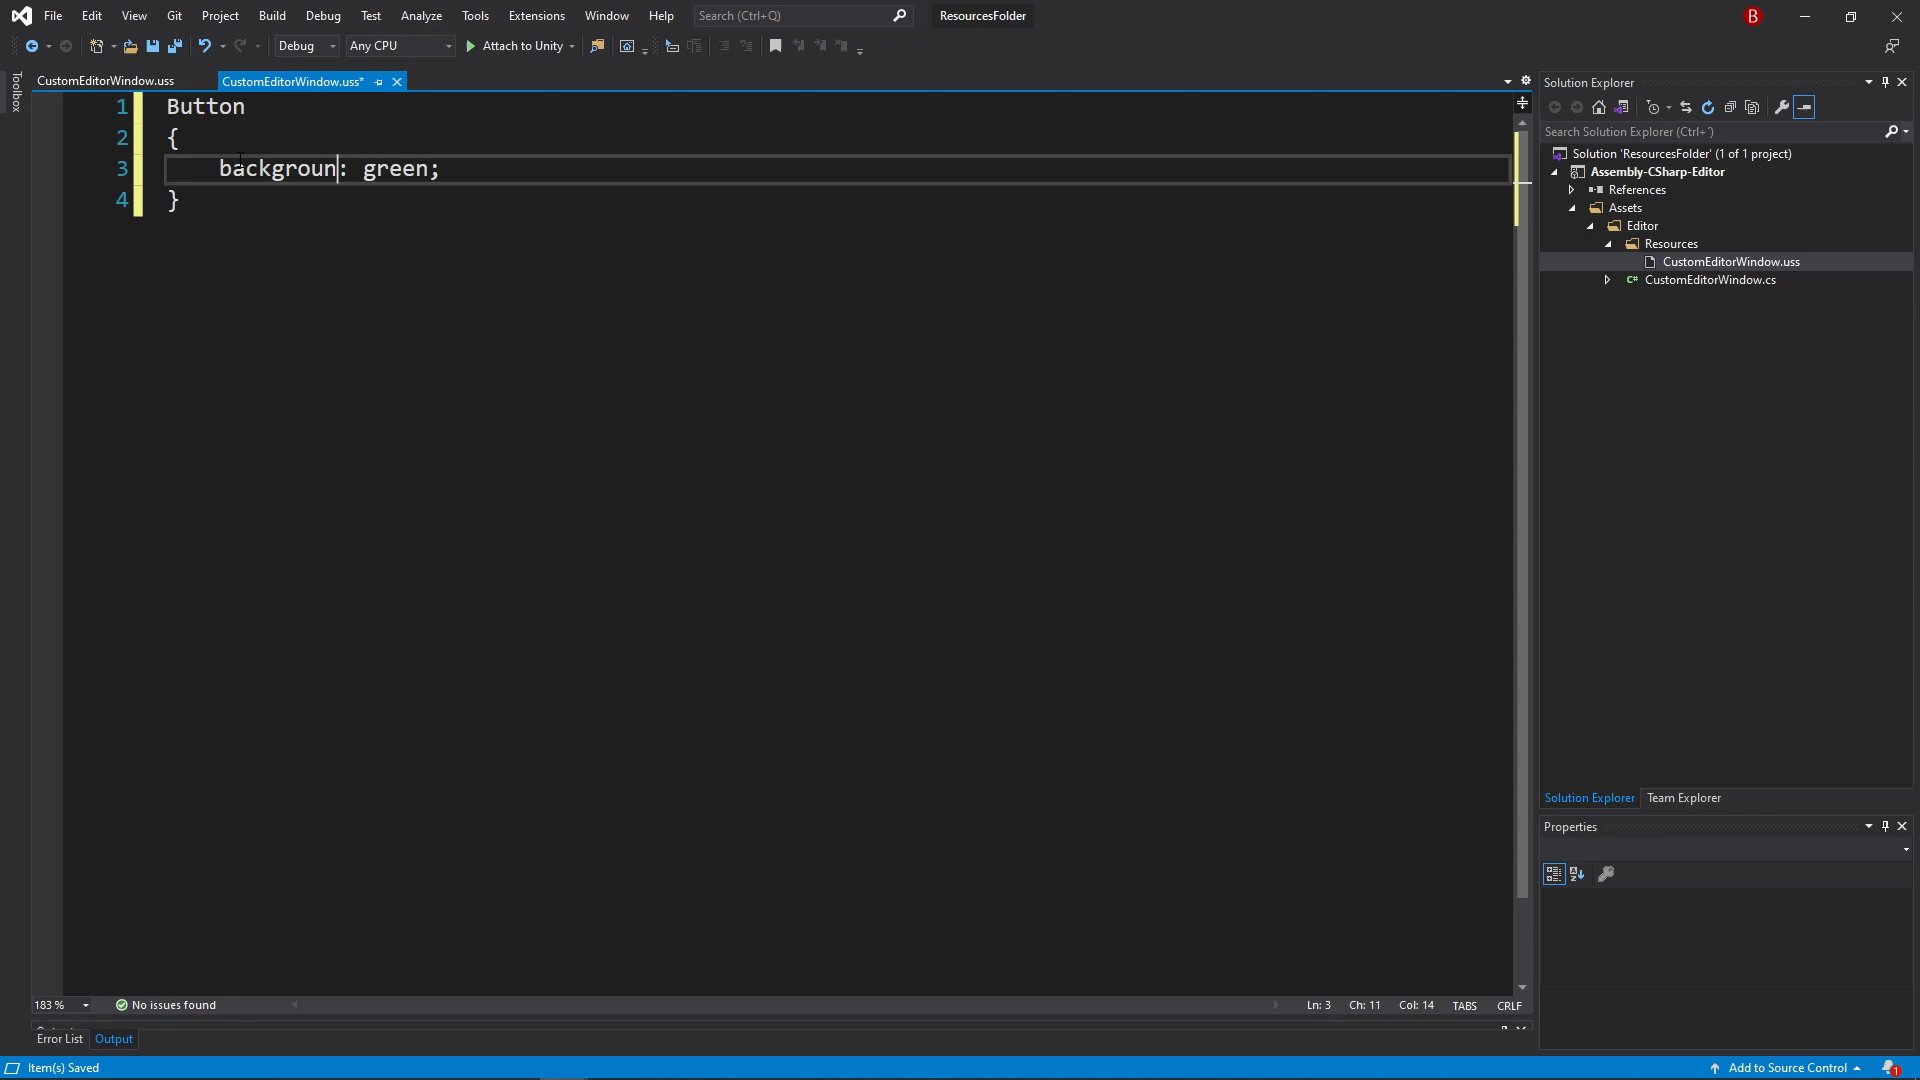 File Edit View Git Project Build Debug Test Analyze Tools Extensions Window Help Search (Ctrl+Q) ResourcesFolder B
Debug Any CPU Attach to Unity
Toolbox
CustomEditorWindow.uss CustomEditorWindow.uss*
1 Button
2 {
3 backgroun: green;
4 }
183 % No issues found Ln: 3 Ch: 11 Col: 14 TABS CRLF
Error List Output
Item(s) Saved Add to Source Control 1
Solution Explorer
Search Solution Explorer (Ctrl+´)
Solution 'ResourcesFolder' (1 of 1 project)
Assembly-CSharp-Editor
References
Assets
Editor
Resources
CustomEditorWindow.uss
C# CustomEditorWindow.cs
Solution Explorer Team Explorer
Properties